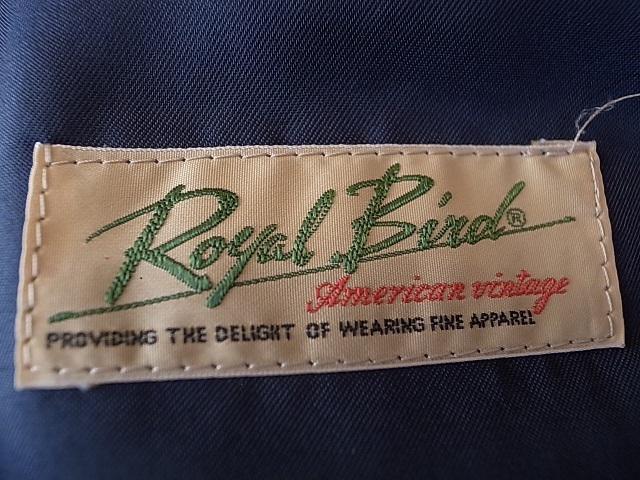 Royal Bird®
American vintage
PROVIDING THE DELIGHT OF WEARING FINE APPAREL